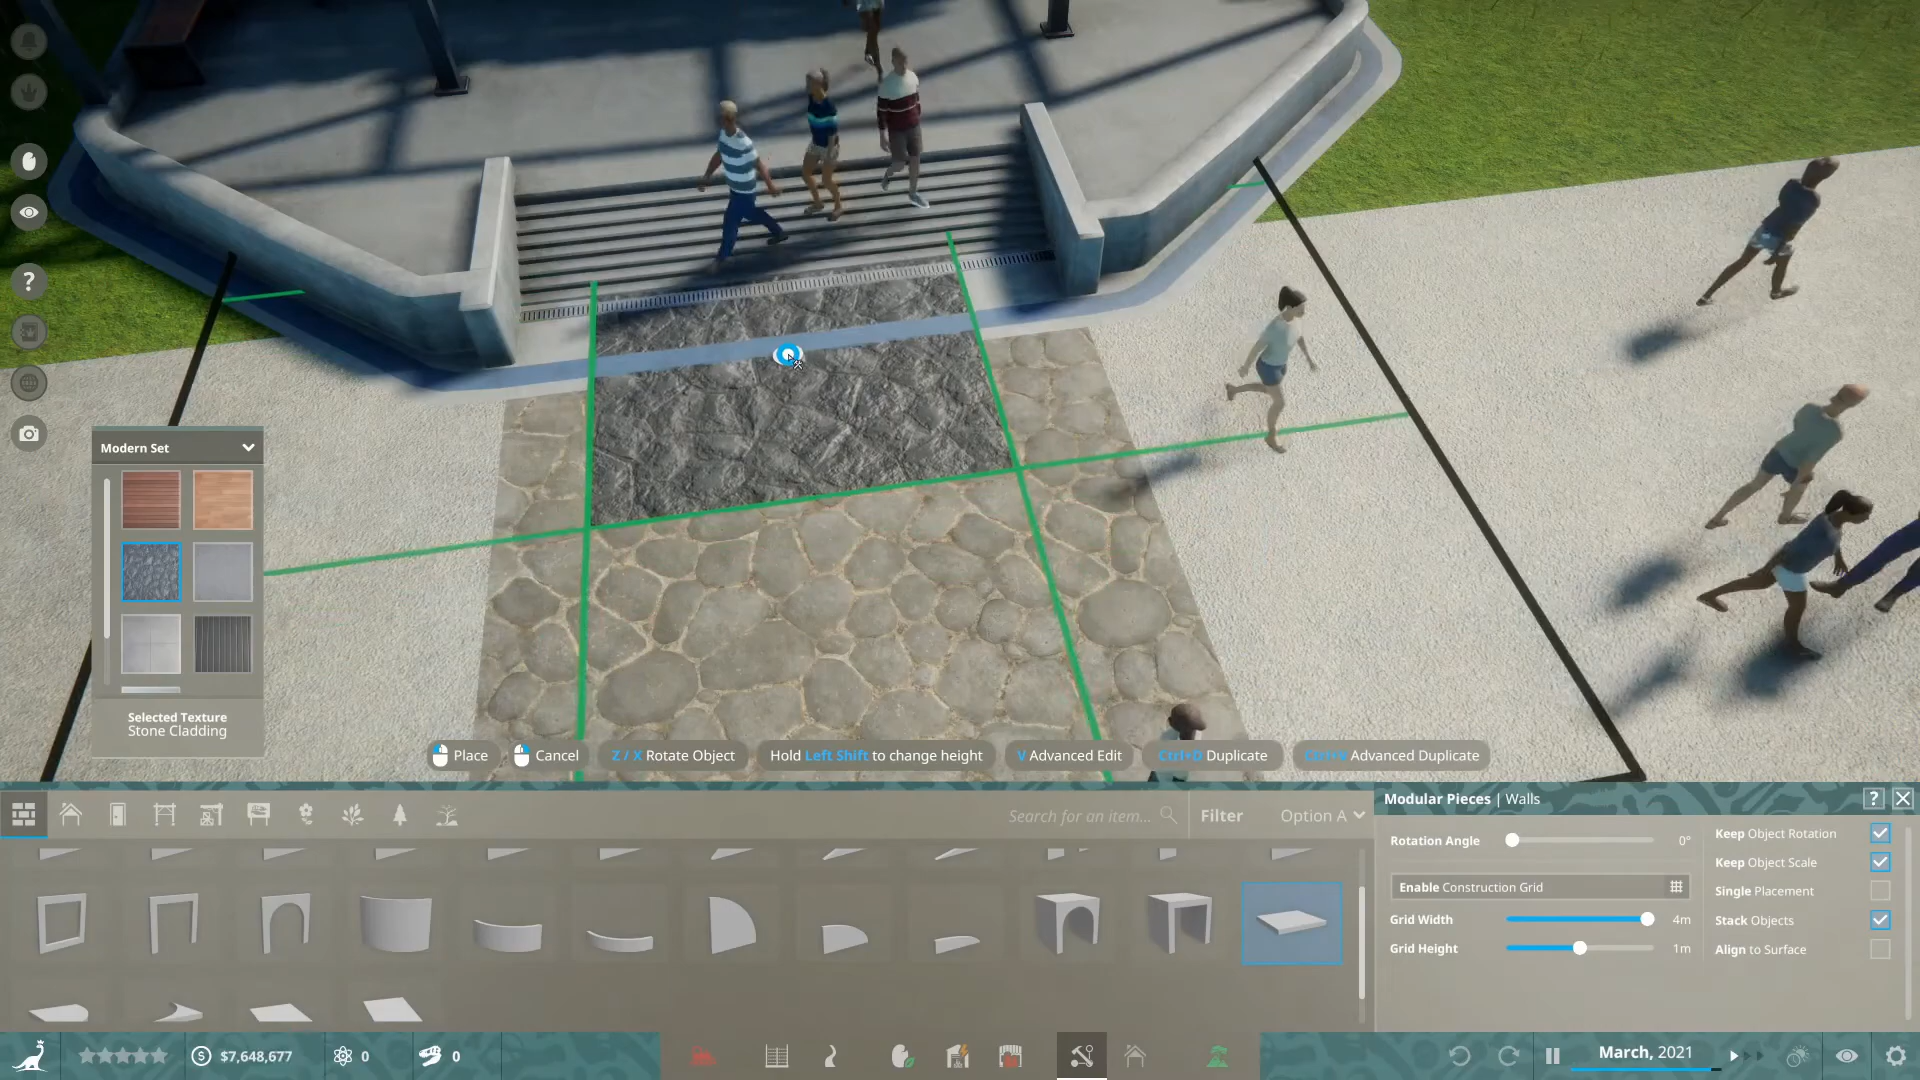 ?
Modern Set
Selected Texture
Stone Cladding
Place
Cancel
Z / X Rotate Object
Hold Left Shift to change height
V Advanced Edit
Ctrl+D Duplicate
Advanced Duplicate
Search for an item...
Filter
Option A
Modular Pieces | Walls
?
Rotation Angle
0°
Enable Construction Grid
Grid Width
4m
Grid Height
1m
Keep Object Rotation
Keep Object Scale
Single Placement
Stack Objects
Align to Surface
$7,648,677
0
0
March, 2021